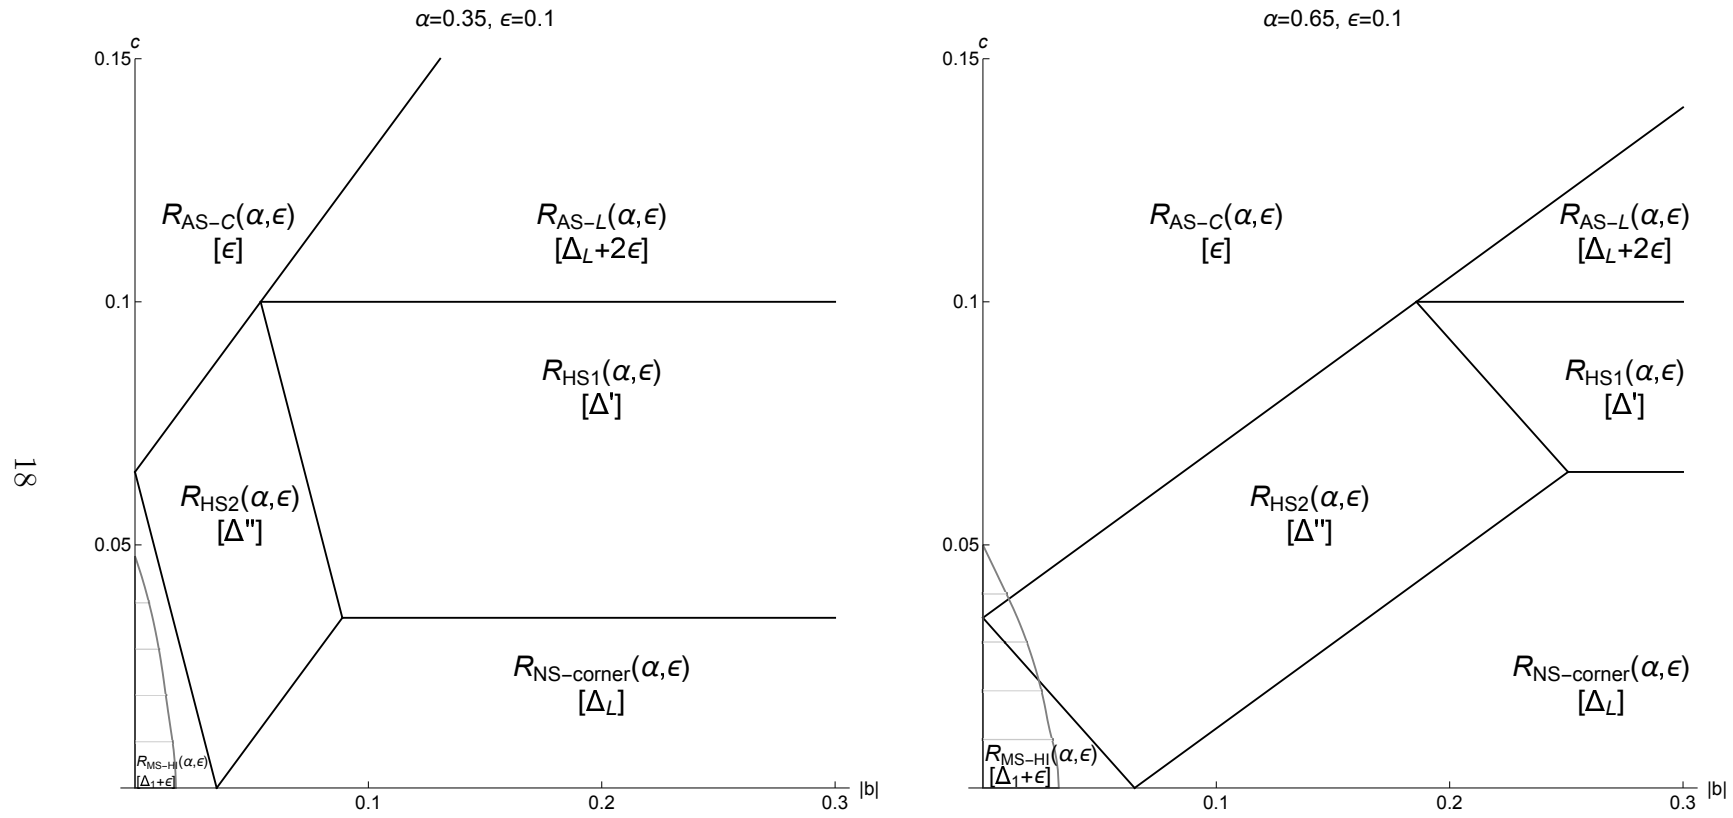 α=0.35, ϵ=0.1
c
0.15
R_AS−C(α,ϵ)
[ϵ]
R_AS−L(α,ϵ)
[Δ_L+2ϵ]
0.1
R_HS1(α,ϵ)
[Δ']
R_HS2(α,ϵ)
[Δ'']
0.05
R_NS−corner(α,ϵ)
[Δ_L]
R_MS−HI(α,ϵ)
[Δ_1+ϵ]
0.1
0.2
0.3
|b|
α=0.65, ϵ=0.1
c
0.15
R_AS−C(α,ϵ)
[ϵ]
R_AS−L(α,ϵ)
[Δ_L+2ϵ]
0.1
R_HS1(α,ϵ)
[Δ']
R_HS2(α,ϵ)
[Δ'']
0.05
R_NS−corner(α,ϵ)
[Δ_L]
R_MS−HI(α,ϵ)
[Δ_1+ϵ]
0.1
0.2
0.3
|b|
18